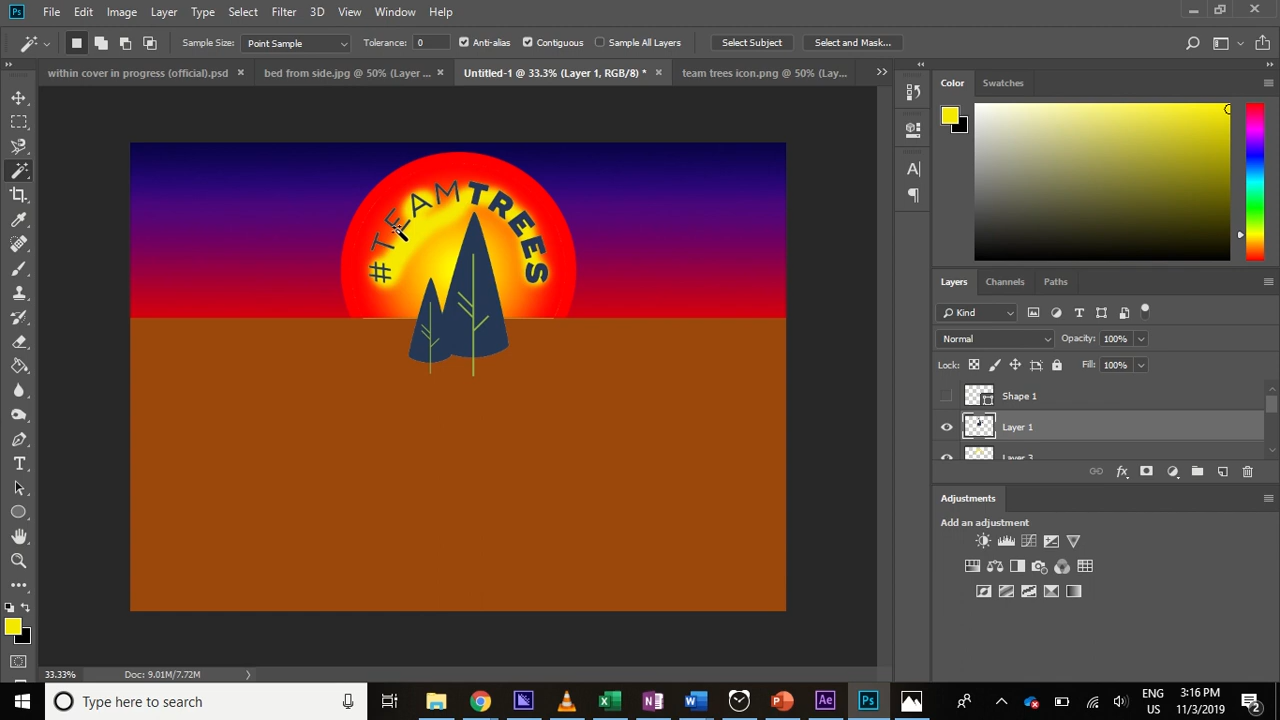 Ps File Edit Image Layer Type Select Filter 3D View Window Help
Sample Size: Point Sample Tolerance: 0 Anti-alias Contiguous Sample All Layers Select Subject Select and Mask...
within cover in progress (official).psd × bed from side.jpg @ 50% (Layer ... × Untitled-1 @ 33.3% (Layer 1, RGB/8) * × team trees icon.png @ 50% (Lay...
Color Swatches
#TEAMTREES
Layers Channels Paths
Kind
Normal Opacity: 100%
Lock: Fill: 100%
Shape 1
Layer 1
Layer 3
Adjustments
Add an adjustment
33.33% Doc: 9.01M/7.72M
Type here to search
ENG
US
3:16 PM
11/3/2019
2